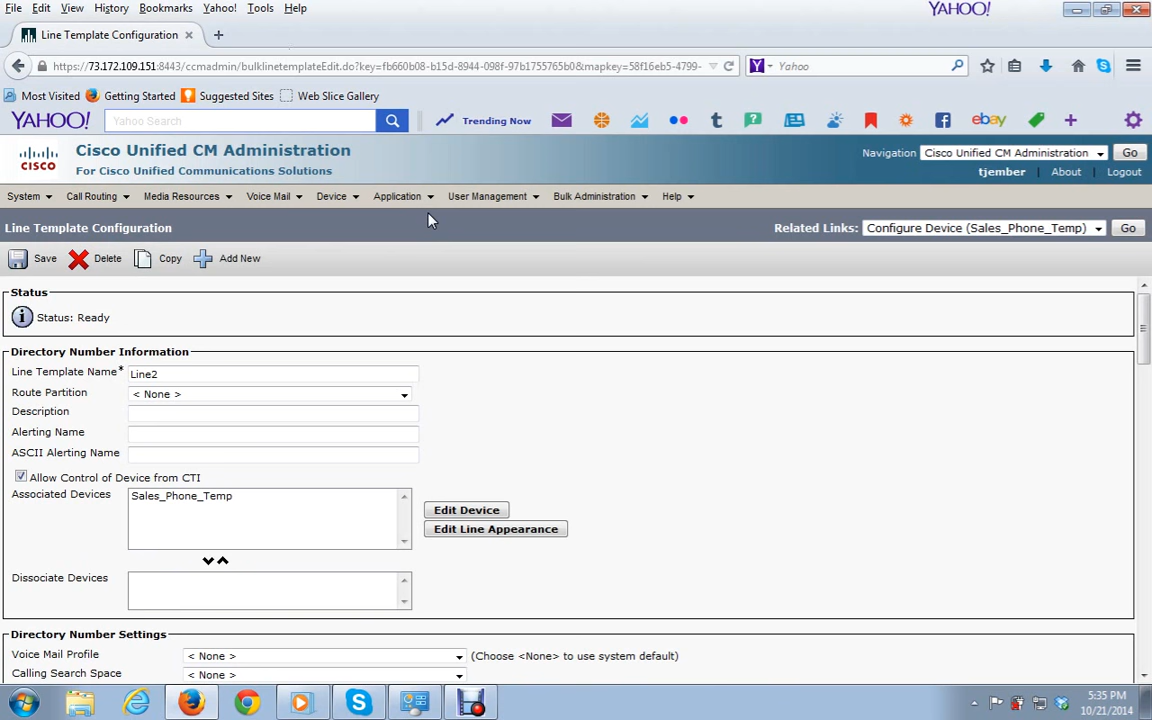 File Edit View History Bookmarks Yahoo! Tools Help
YAHOO!
Line Template Configuration
https://73.172.109.151:8443/ccmadmin/bulklinetemplateEdit.do?key=fb660b08-b15d-8944-098f-97b1755765b0&mapkey=58f16eb5-4799-
Yahoo
Most Visited Getting Started Suggested Sites Web Slice Gallery
YAHOO! Yahoo Search Trending Now ebay
CISCO
Cisco Unified CM Administration
For Cisco Unified Communications Solutions
Navigation Cisco Unified CM Administration Go
tjember About Logout
System Call Routing Media Resources Voice Mail Device Application User Management Bulk Administration Help
Line Template Configuration
Related Links: Configure Device (Sales_Phone_Temp) Go
Save Delete Copy Add New
Status
Status: Ready
Directory Number Information
Line Template Name* Line2
Route Partition < None >
Description
Alerting Name
ASCII Alerting Name
Allow Control of Device from CTI
Associated Devices Sales_Phone_Temp
Edit Device
Edit Line Appearance
Dissociate Devices
Directory Number Settings
Voice Mail Profile < None > (Choose <None> to use system default)
Calling Search Space < None >
5:35 PM
10/21/2014